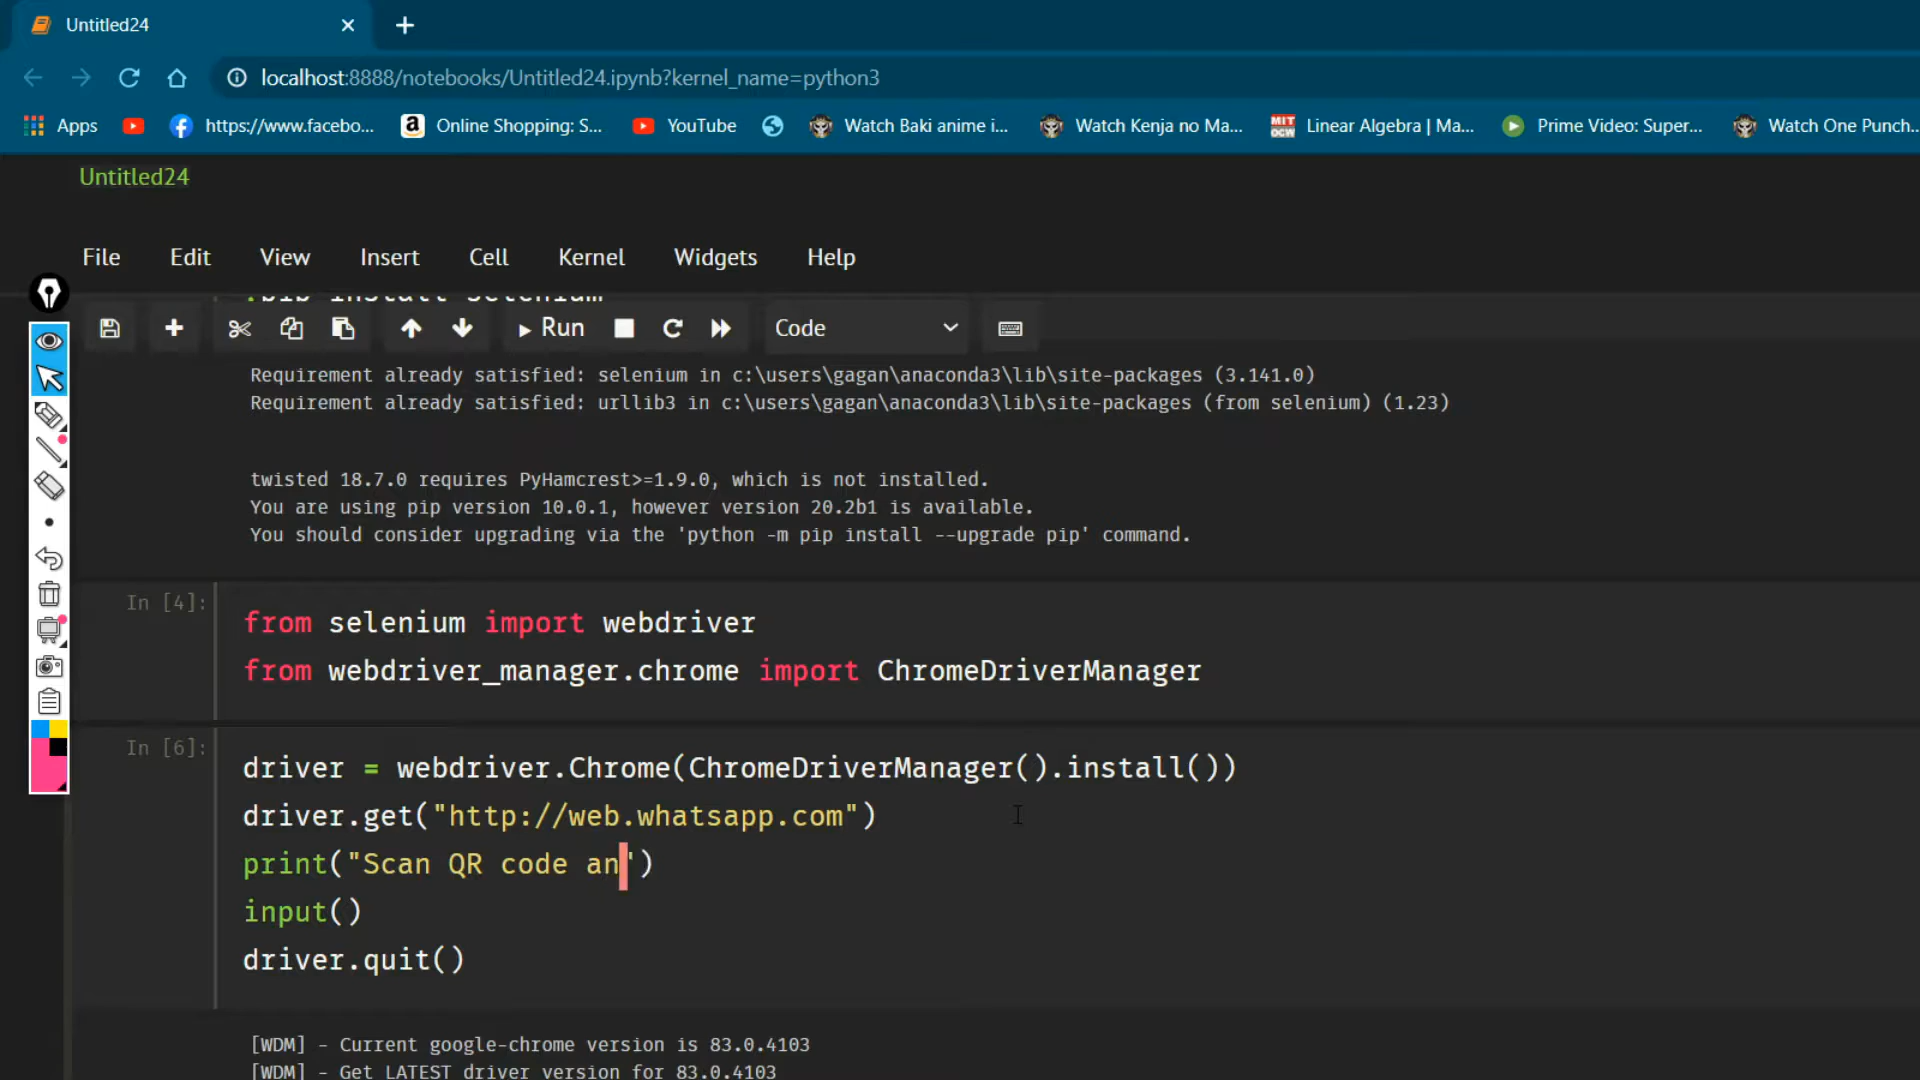 Untitled24
localhost:8888/notebooks/Untitled24.ipynb?kernel_name=python3
Apps https://www.facebo... Online Shopping: S... YouTube Watch Baki anime i... Watch Kenja no Ma... MIT OCW Linear Algebra | Ma... Prime Video: Super... Watch One Punch...
Untitled24
File Edit View Insert Cell Kernel Widgets Help
Run Code
Requirement already satisfied: selenium in c:\users\gagan\anaconda3\lib\site-packages (3.141.0)
Requirement already satisfied: urllib3 in c:\users\gagan\anaconda3\lib\site-packages (from selenium) (1.23)
twisted 18.7.0 requires PyHamcrest>=1.9.0, which is not installed.
You are using pip version 10.0.1, however version 20.2b1 is available.
You should consider upgrading via the 'python -m pip install --upgrade pip' command.
In [4]: from selenium import webdriver
from webdriver_manager.chrome import ChromeDriverManager
In [6]: driver = webdriver.Chrome(ChromeDriverManager().install())
driver.get("http://web.whatsapp.com")
print("Scan QR code an")
input()
driver.quit()
[WDM] - Current google-chrome version is 83.0.4103
[WDM] - Get LATEST driver version for 83.0.4103